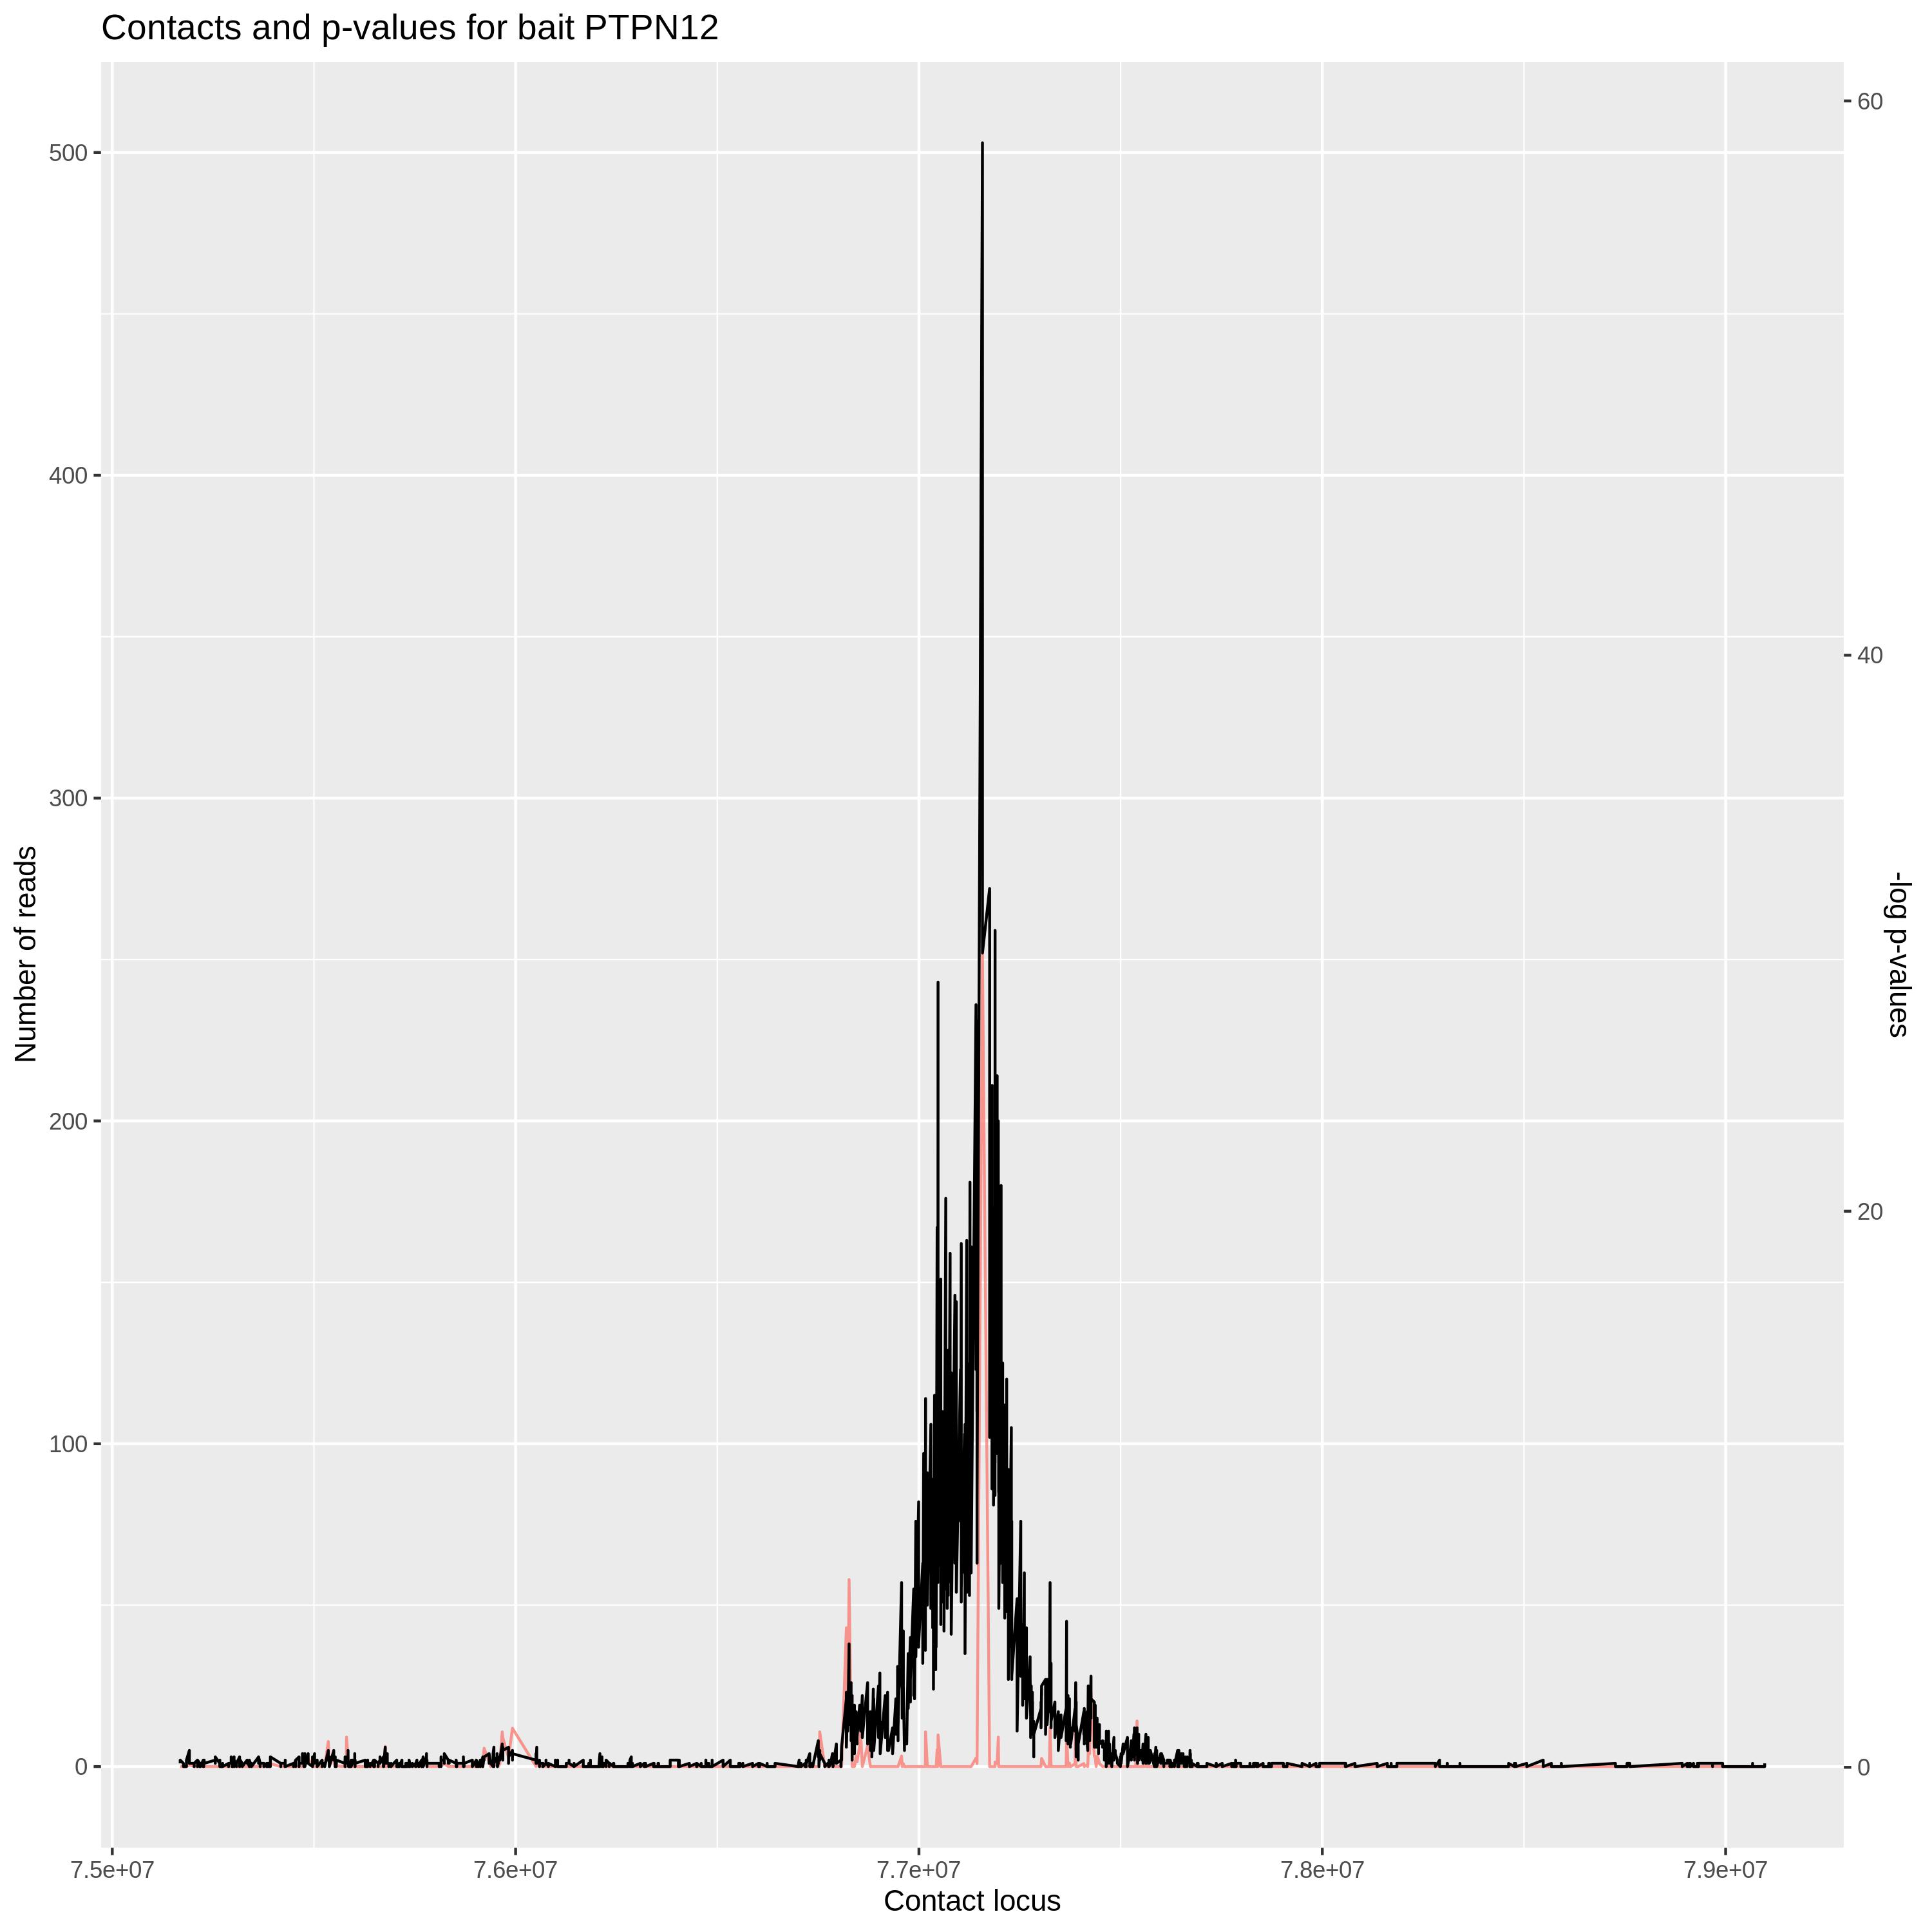 Contacts and p-values for bait PTPN12
60
500
400
40
300
Number of reads
-log p-values
200
20
100
0
0
7.5e+07 7.6e+07 7.7e+07 7.8e+07 7.9e+07
Contact locus